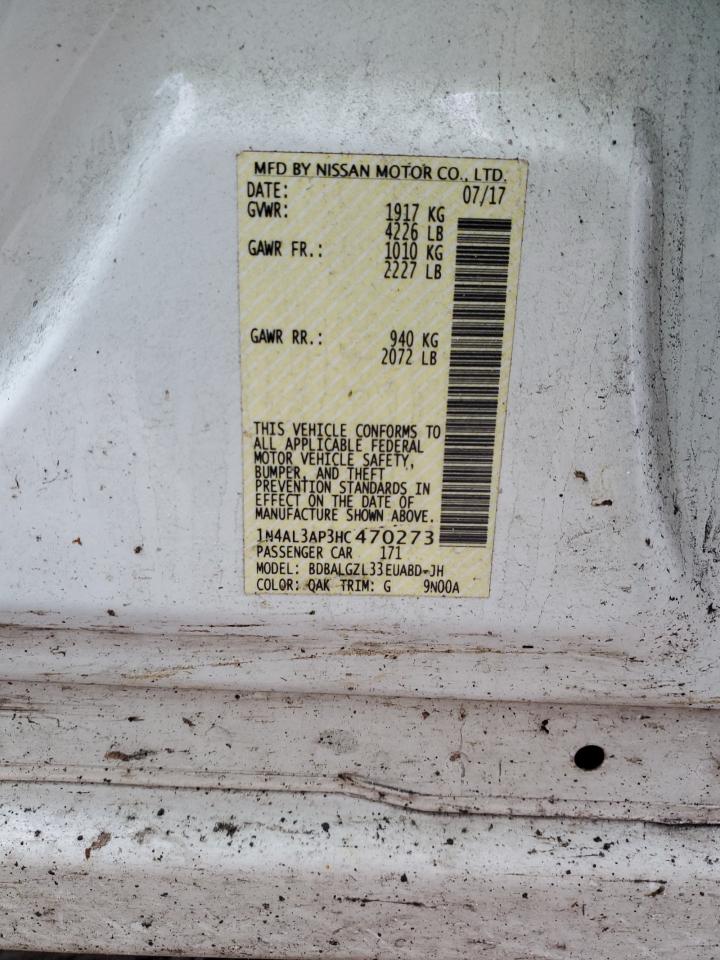 MFD BY NISSAN MOTOR CO., LTD.
DATE: 07/17
GVWR: 1917 KG
4226 LB
GAWR FR.: 1010 KG
2227 LB
GAWR RR.: 940 KG
2072 LB
THIS VEHICLE CONFORMS TO
ALL APPLICABLE FEDERAL
MOTOR VEHICLE SAFETY,
BUMPER, AND THEFT
PREVENTION STANDARDS IN
EFFECT ON THE DATE OF
MANUFACTURE SHOWN ABOVE.
1N4AL3AP3HC470273
PASSENGER CAR 171
MODEL: BDBALGZL33EUABD-JH
COLOR: QAK TRIM: G 9N00A